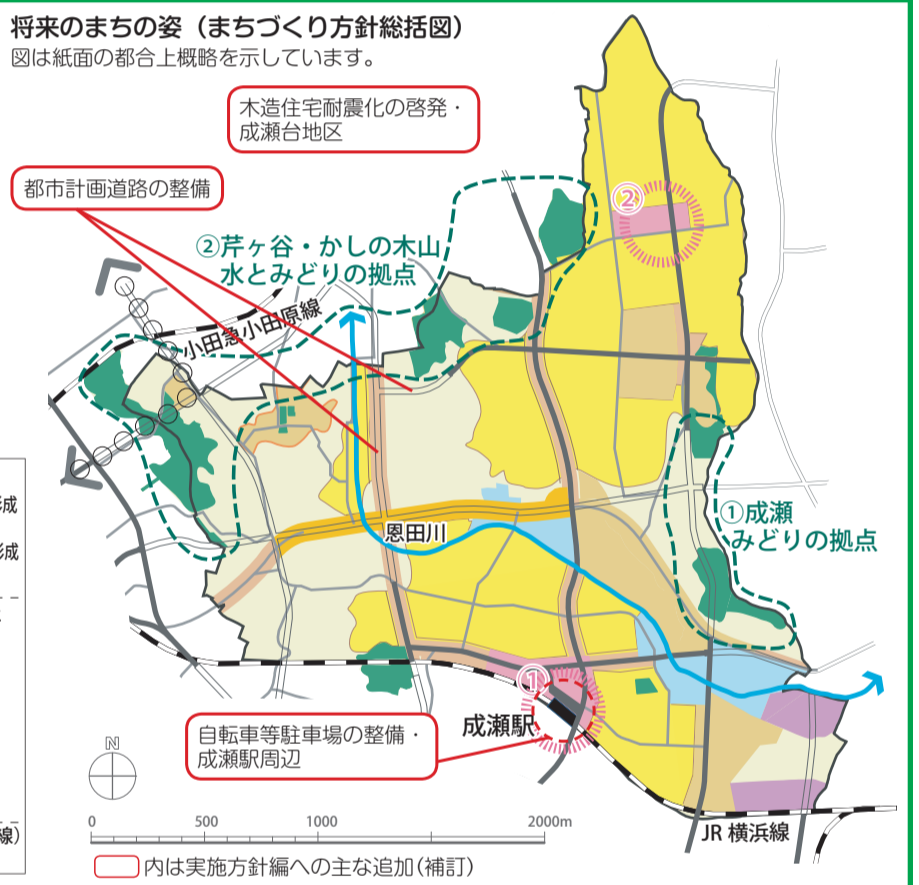 将来のまちの姿（まちづくり方針総括図）
図は紙面の都合上概略を示しています。
木造住宅耐震化の啓発・
成瀬台地区
都市計画道路の整備
②
②芹ヶ谷・かしの木山
水とみどりの拠点
小田急小田原線
形成
形成
恩田川
①成瀬
みどりの拠点
①
成瀬駅
自転車等駐車場の整備・
成瀬駅周辺
N
0 500 1000 2000m
線)
JR 横浜線
内は実施方針編への主な追加(補訂)